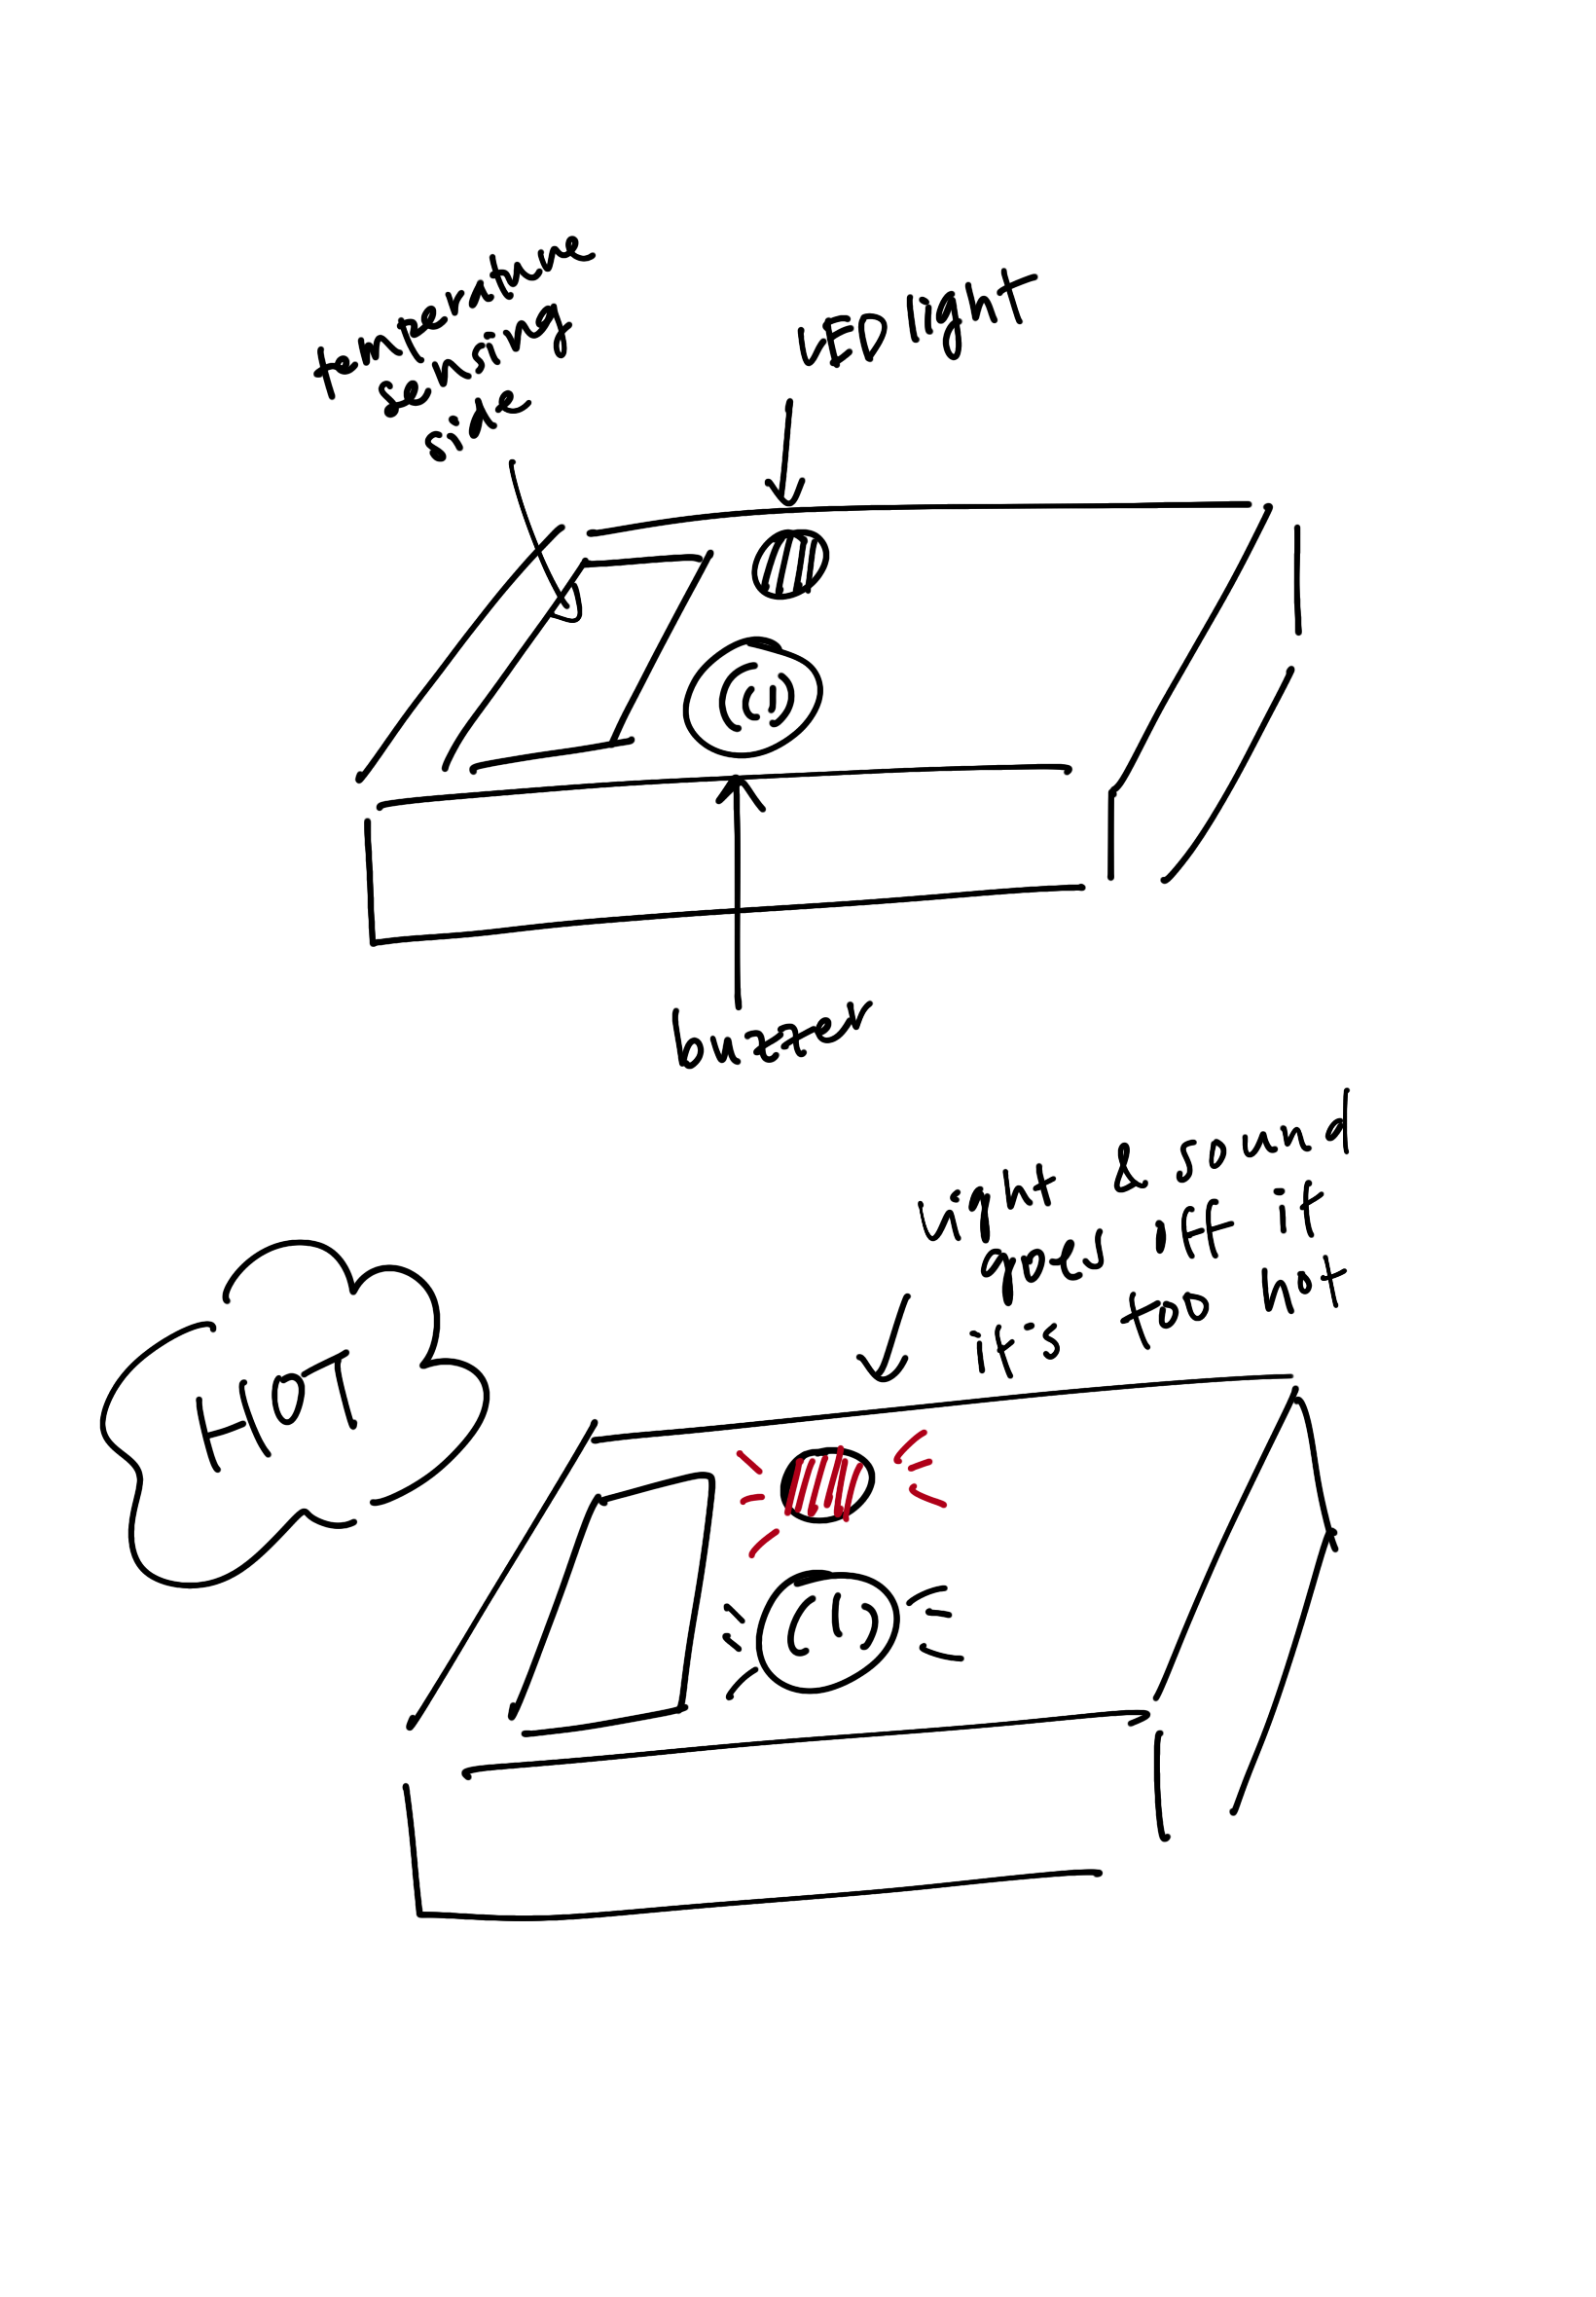 temperature
sensing
side
LED light
buzzer
light & sound
goes off if
it's too hot
HOT